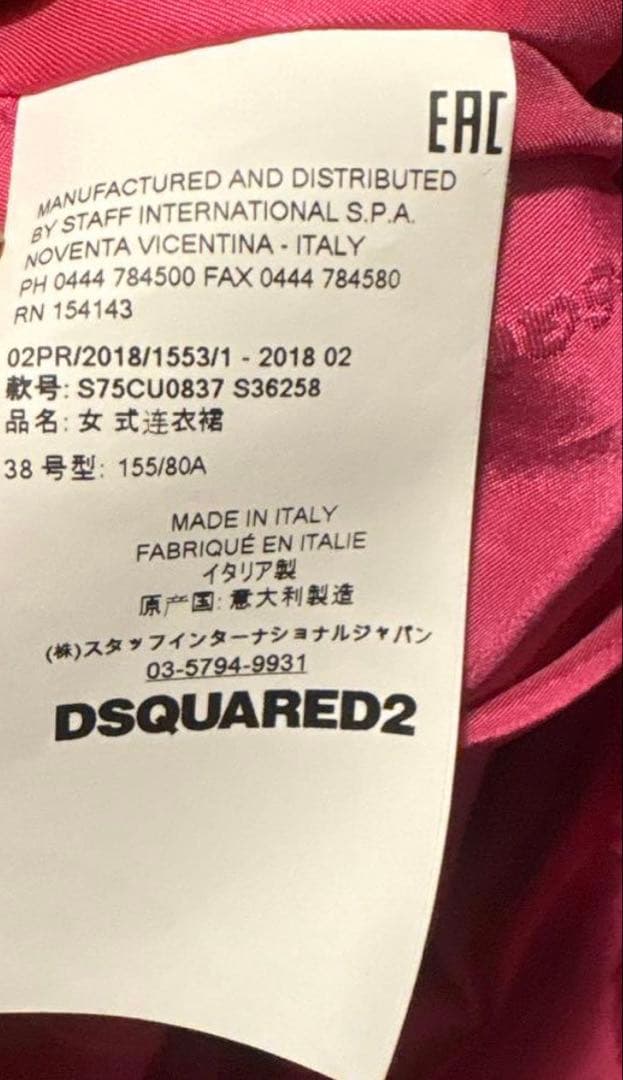 EAC
MANUFACTURED AND DISTRIBUTED
BY STAFF INTERNATIONAL S.P.A.
NOVENTA VICENTINA - ITALY
PH 0444 784500 FAX 0444 784580
RN 154143
02PR/2018/1553/1 - 2018 02
款号: S75CU0837 S36258
品名: 女 式连衣裙
38 号型: 155/80A
MADE IN ITALY
FABRIQUÉ EN ITALIE
イタリア製
原产国: 意大利製造
(株)スタッフインターナショナルジャパン
03-5794-9931
DSQUARED2